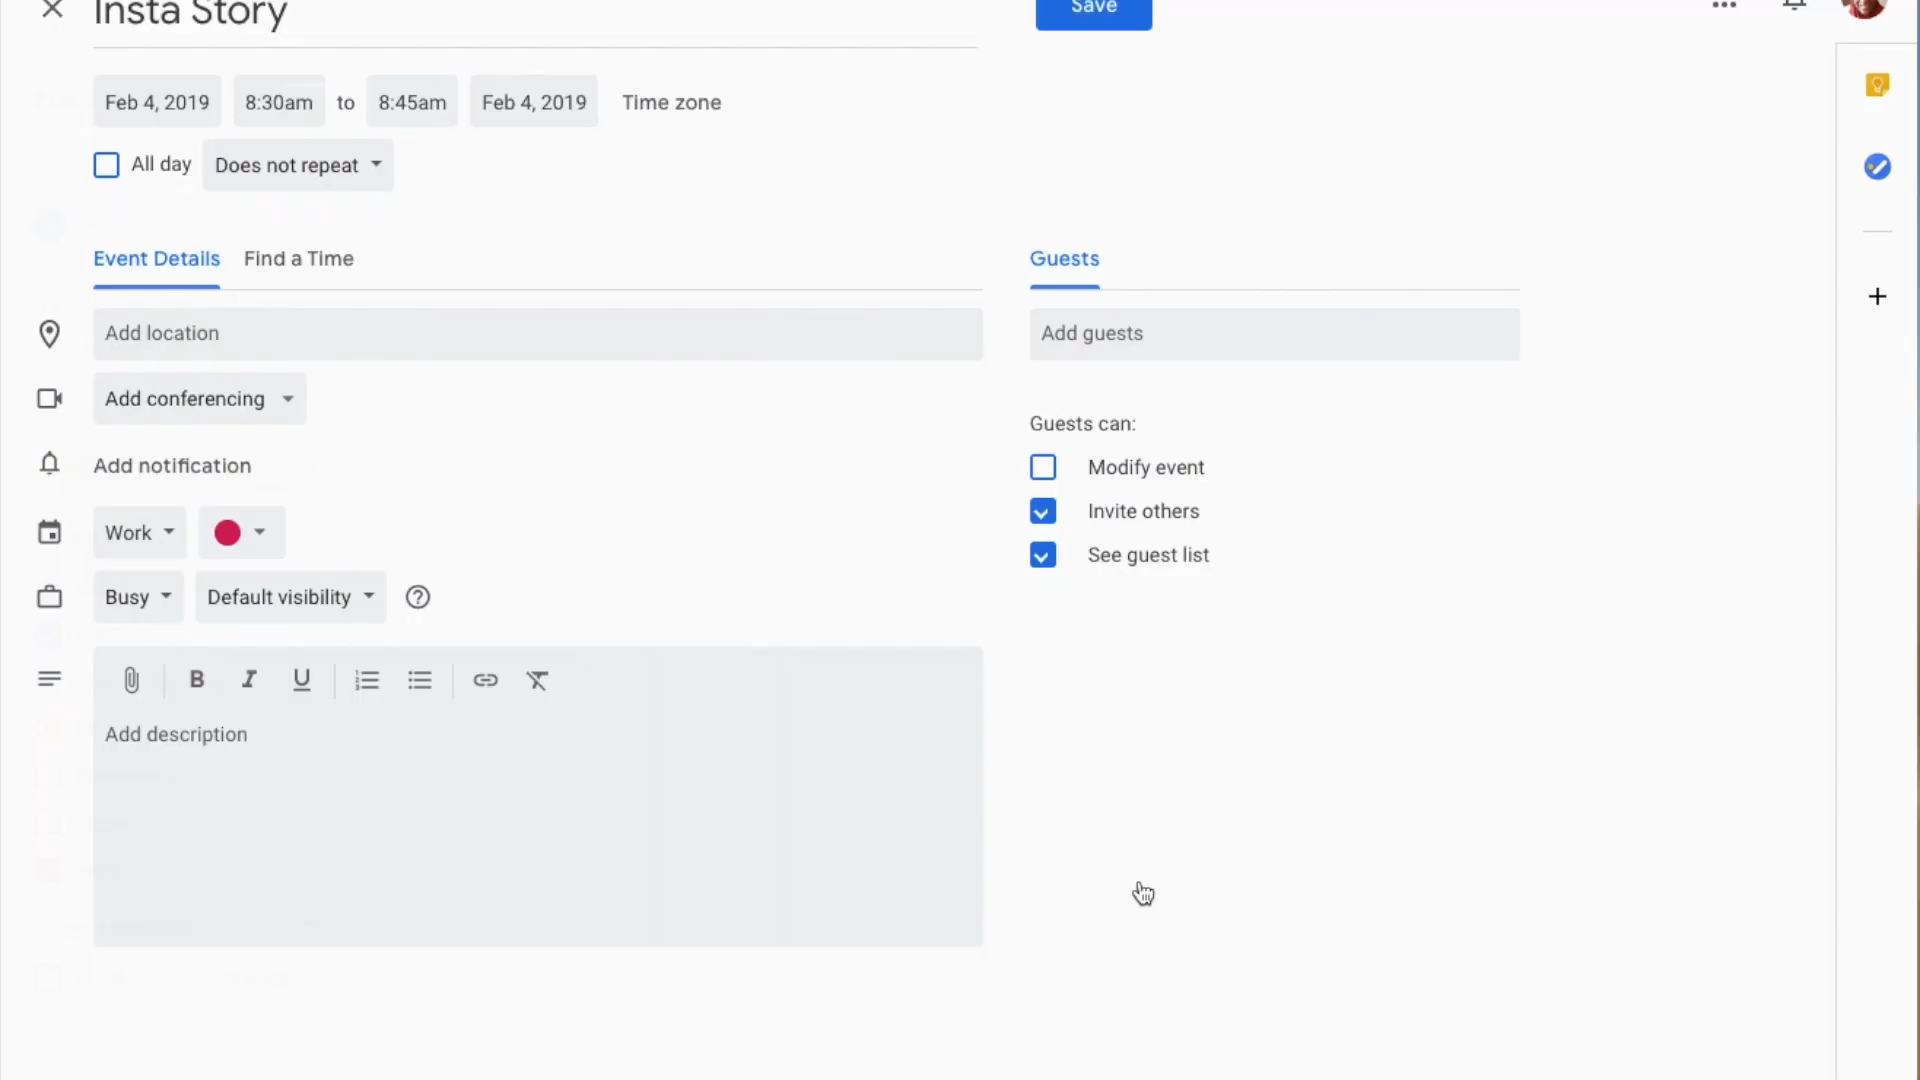 Insta Story
Save
Feb 4, 2019 8:30am to 8:45am Feb 4, 2019 Time zone
All day Does not repeat
Event Details Find a Time
Guests
Add location
Add guests
Add conferencing
Guests can:
Add notification
Modify event
Invite others
Work
See guest list
Busy Default visibility
B I U
Add description